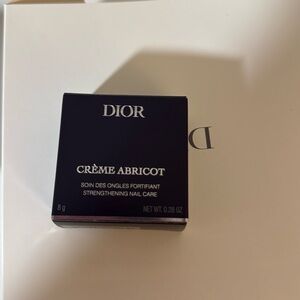 DIOR
CRÈME ABRICOT
SOIN DES ONGLES FORTIFIANT
STRENGTHENING NAIL CARE
8 g NET WT. 0.28 OZ
D